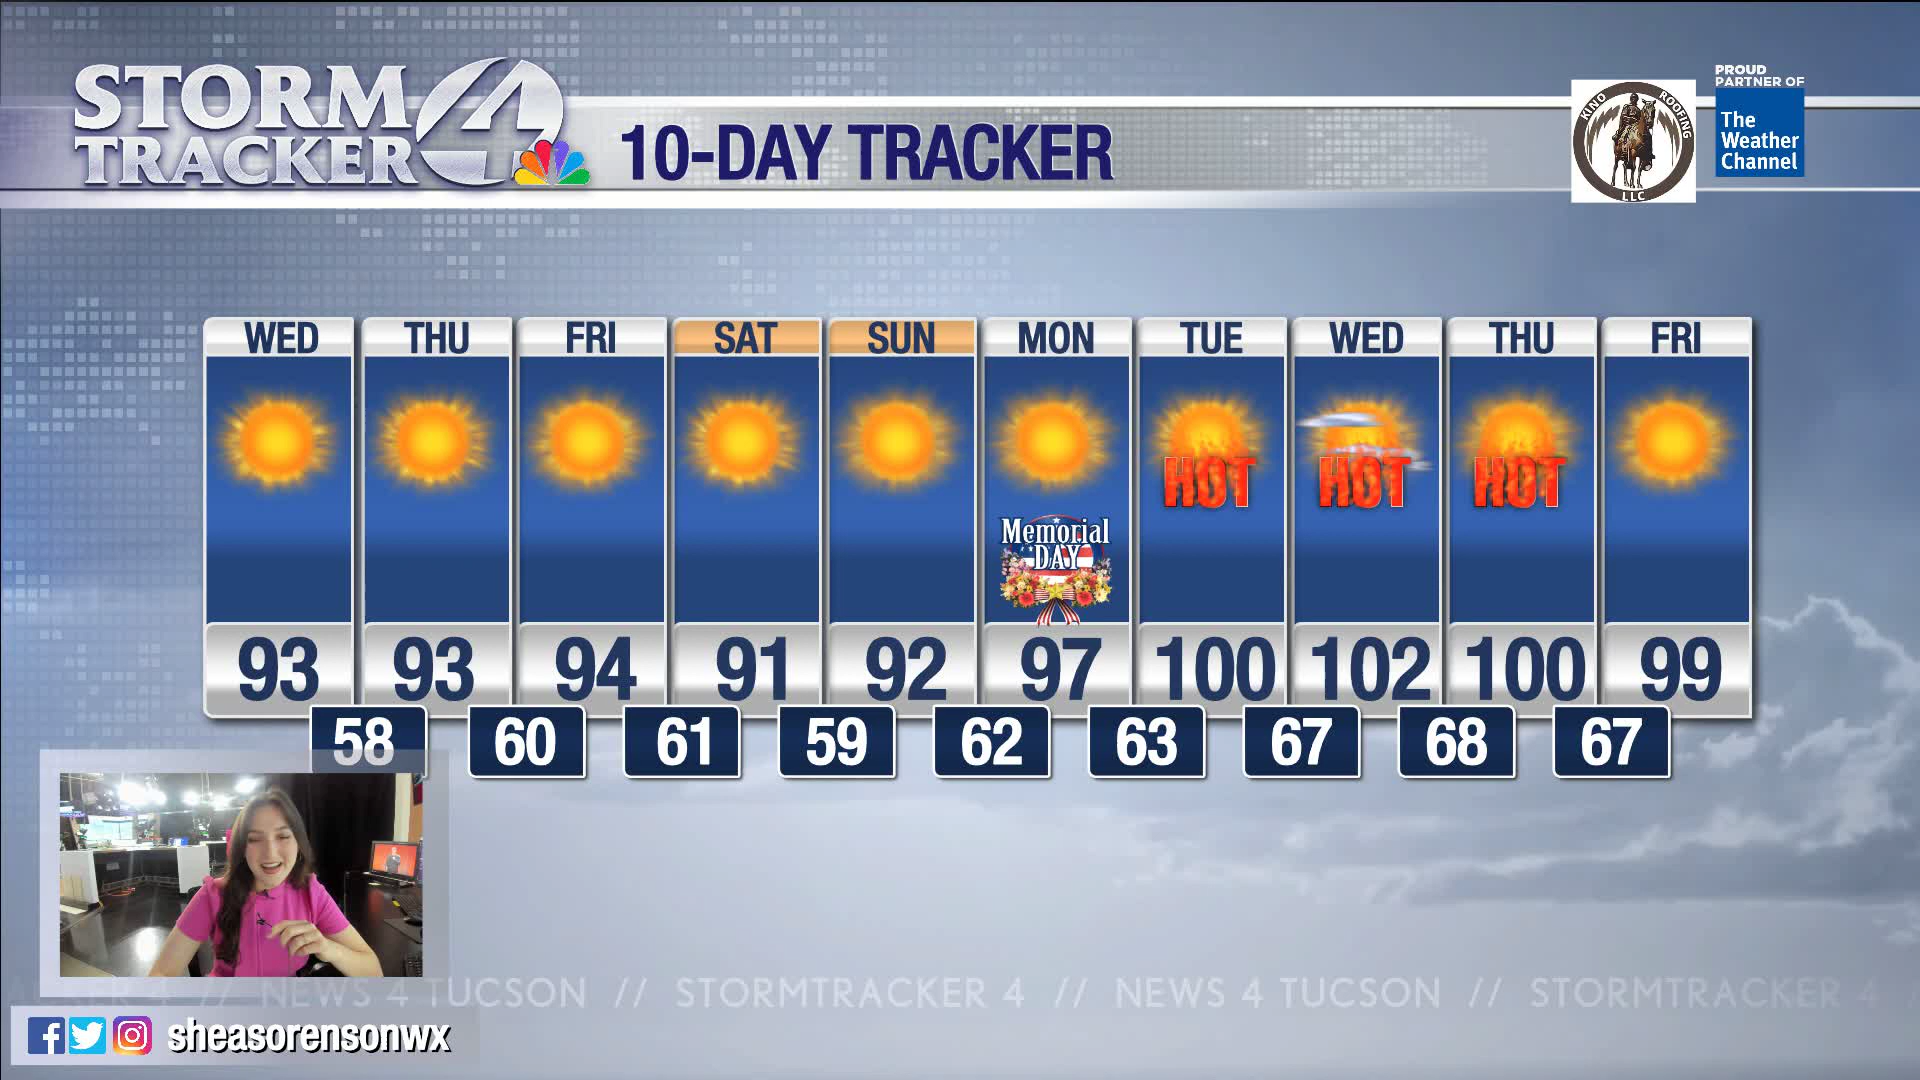 STORM
TRACKER 4
10-DAY TRACKER
KINO ROOFING
LLC
PROUD
PARTNER OF
The
Weather
Channel
WED THU FRI SAT SUN MON TUE WED THU FRI
HOT HOT HOT
Memorial
DAY
93 93 94 91 92 97 100 102 100 99
58 60 61 59 62 63 67 68 67
KER 4 // NEWS 4 TUCSON // STORMTRACKER 4 // NEWS 4 TUCSON // STORMTRACKER 4 /
sheasorensonwx